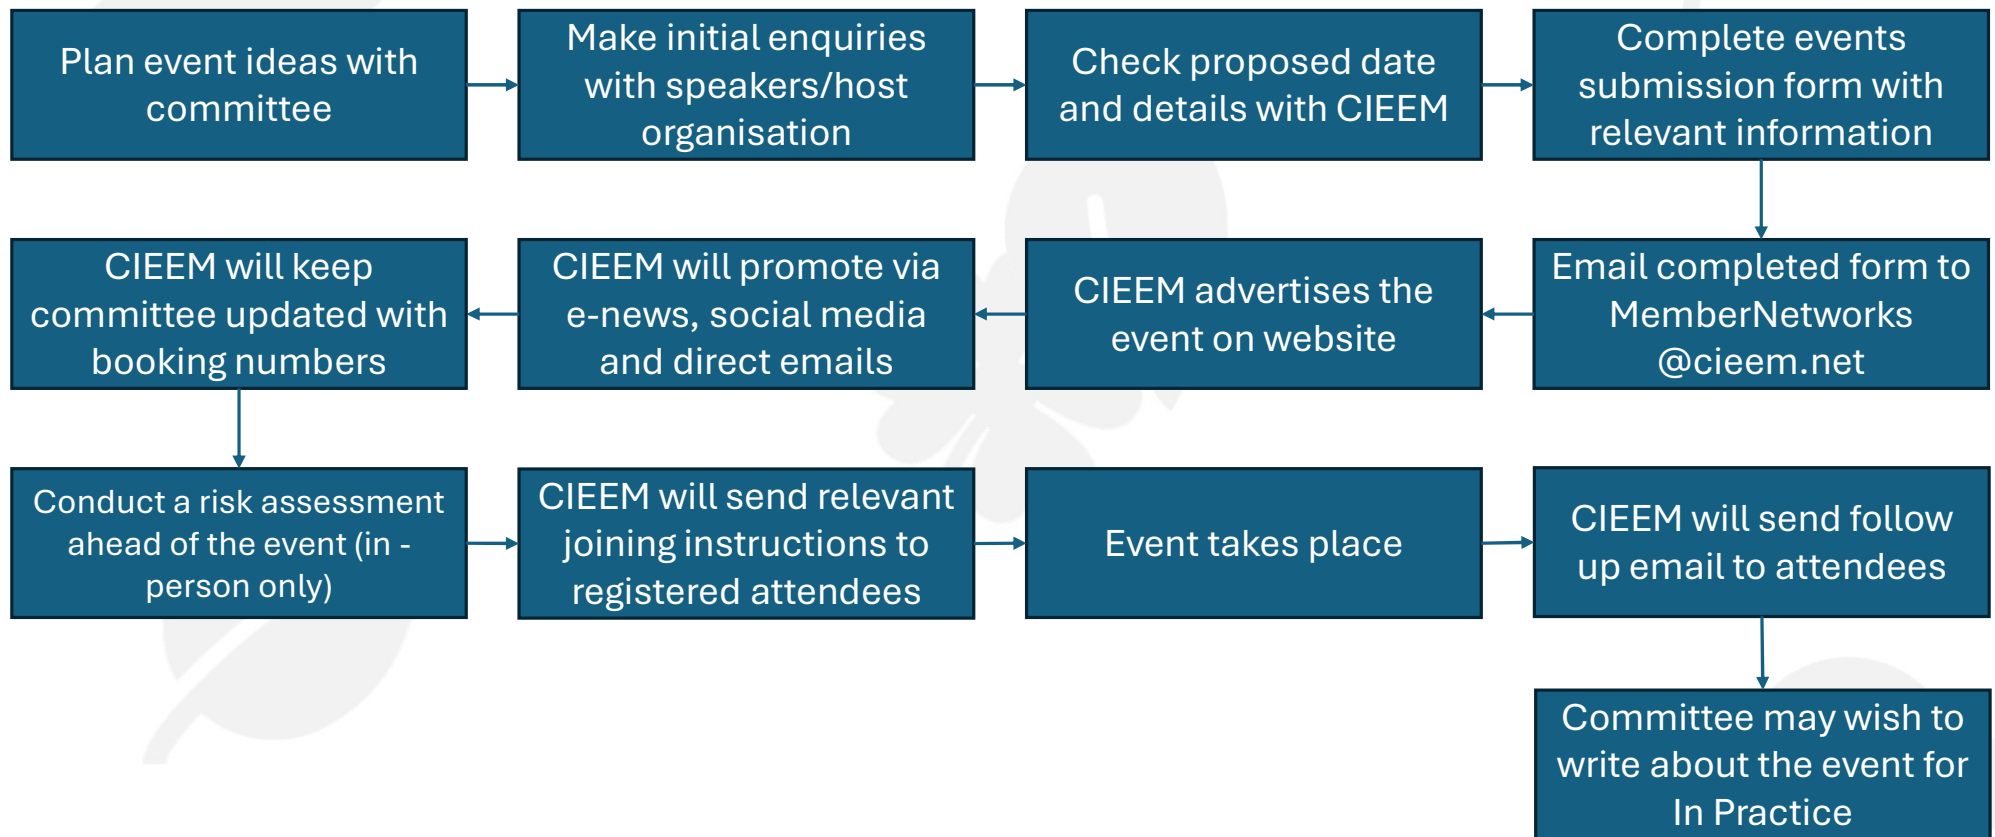 Plan event ideas with
committee
Make initial enquiries
with speakers/host
organisation
Check proposed date
and details with CIEEM
Complete events
submission form with
relevant information
Email completed form to
MemberNetworks
@cieem.net
CIEEM advertises the
event on website
CIEEM will promote via
e-news, social media
and direct emails
CIEEM will keep
committee updated with
booking numbers
Conduct a risk assessment
ahead of the event (in -
person only)
CIEEM will send relevant
joining instructions to
registered attendees
Event takes place
CIEEM will send follow
up email to attendees
Committee may wish to
write about the event for
In Practice